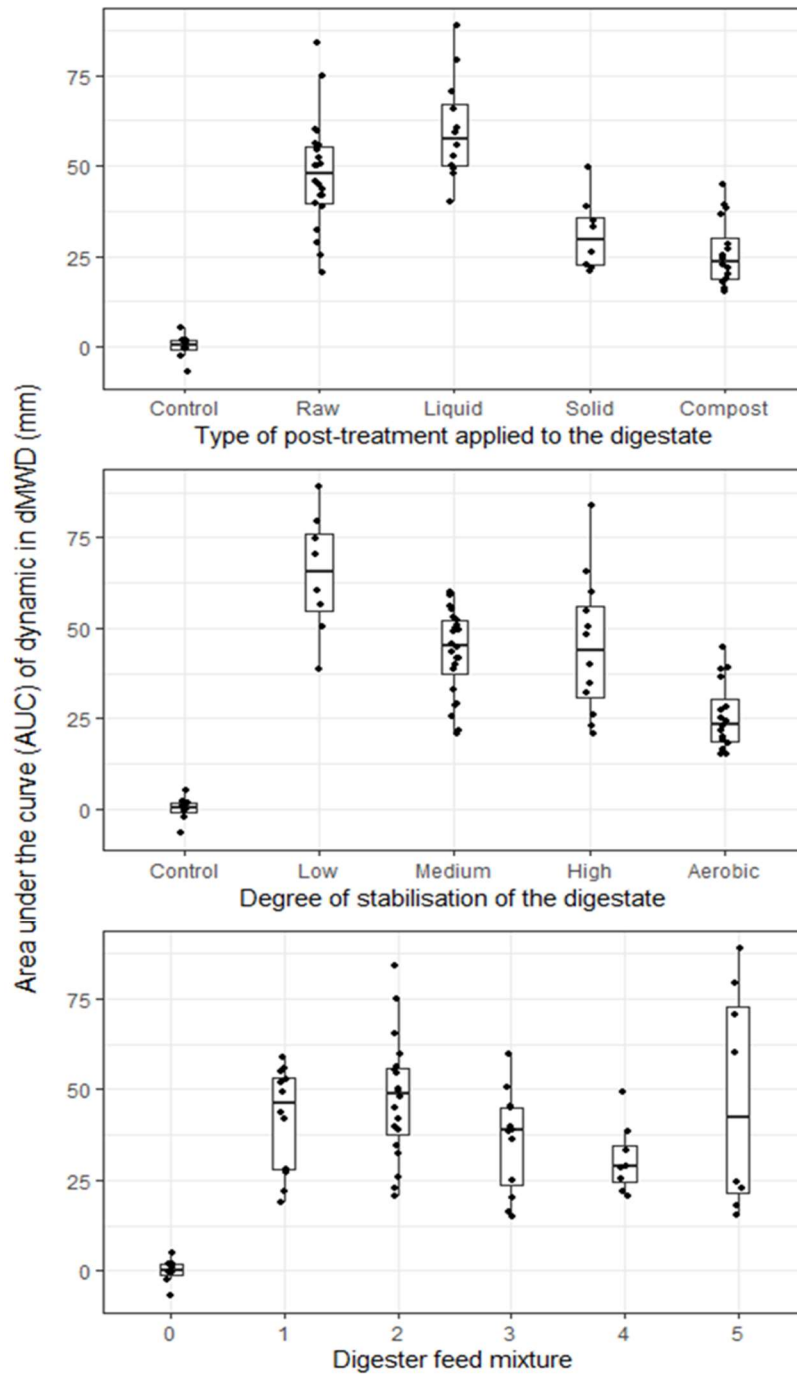 Area under the curve (AUC) of dynamic in dMWD (mm)
75
50
25
0
Control Raw Liquid Solid Compost
Type of post-treatment applied to the digestate
75
50
25
0
Control Low Medium High Aerobic
Degree of stabilisation of the digestate
75
50
25
0
0 1 2 3 4 5
Digester feed mixture